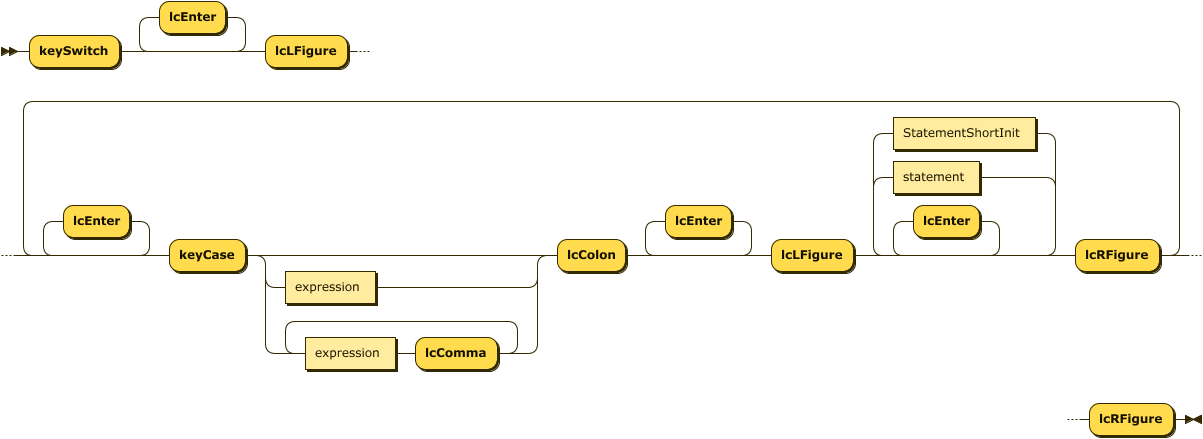 lcEnter
keySwitch lcLFigure
StatementShortInit
statement
lcEnter lcEnter lcEnter
keyCase lcColon lcLFigure lcRFigure
expression
expression lcComma
lcRFigure